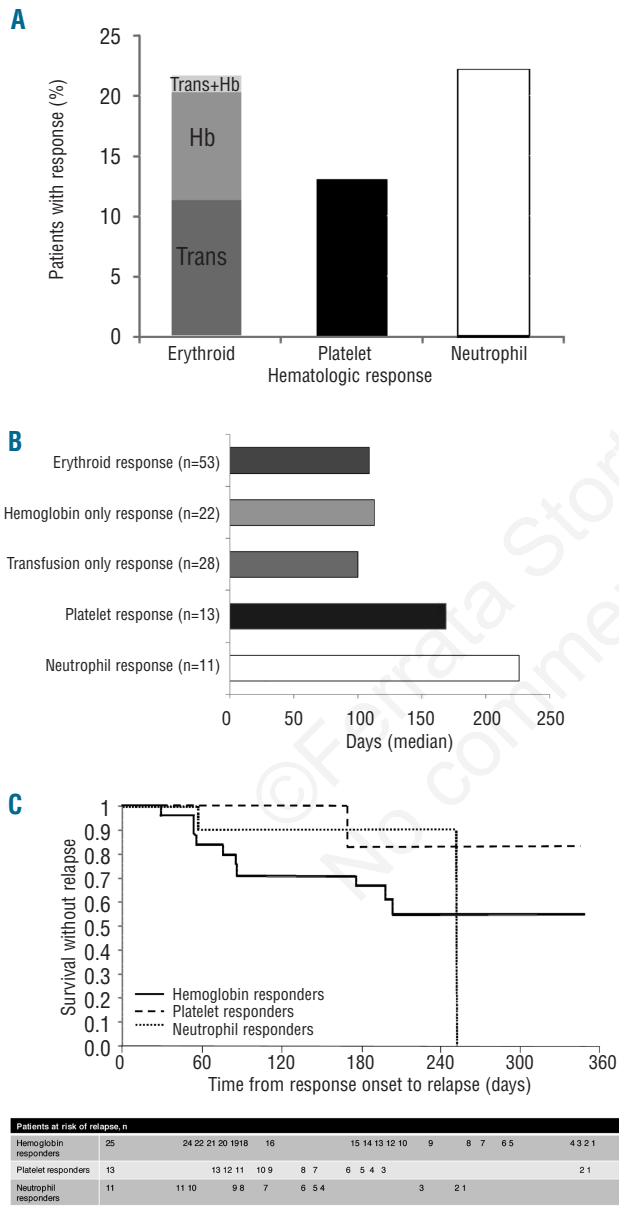 A
25
20
15
10
5
0
Patients with response (%)
Trans+Hb
Hb
Trans
Erythroid Platelet Neutrophil
Hematologic response
B
Erythroid response (n=53)
Hemoglobin only response (n=22)
Transfusion only response (n=28)
Platelet response (n=13)
Neutrophil response (n=11)
0 50 100 150 200 250
Days (median)
©Ferrata Stort
No comme
C
1
0.9
0.8
0.7
0.6
0.5
0.4
0.3
0.2
0.1
0.0
Survival without relapse
Hemoglobin responders
Platelet responders
Neutrophil responders
0 60 120 180 240 300 360
Time from response onset to relapse (days)
Patients at risk of relapse, n
Hemoglobin responders 25 24 22 21 20 1918 16 15 14 13 12 10 9 8 7 6 5 4 3 2 1
Platelet responders 13 13 12 11 10 9 8 7 6 5 4 3 2 1
Neutrophil responders 11 11 10 9 8 7 6 5 4 3 2 1